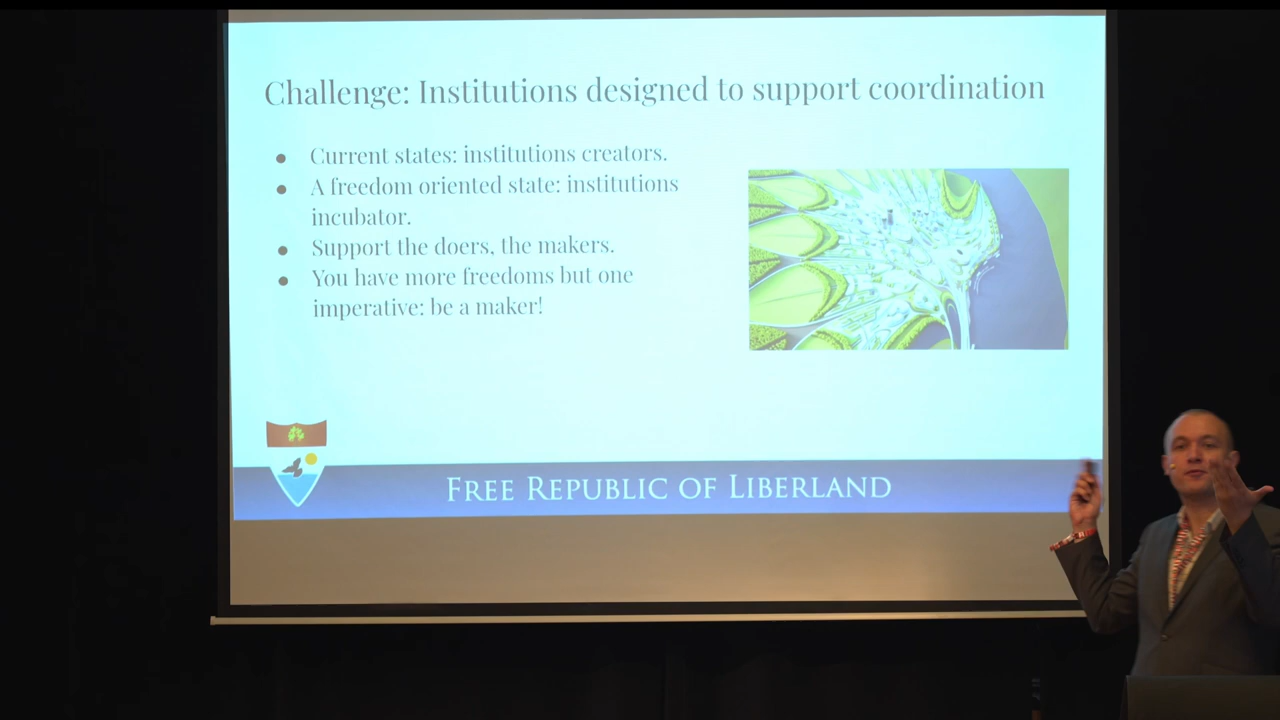 Challenge: Institutions designed to support coordination
● Current states: institutions creators.
● A freedom oriented state: institutions
incubator.
● Support the doers, the makers.
● You have more freedoms but one
imperative: be a maker!
FREE REPUBLIC OF LIBERLAND